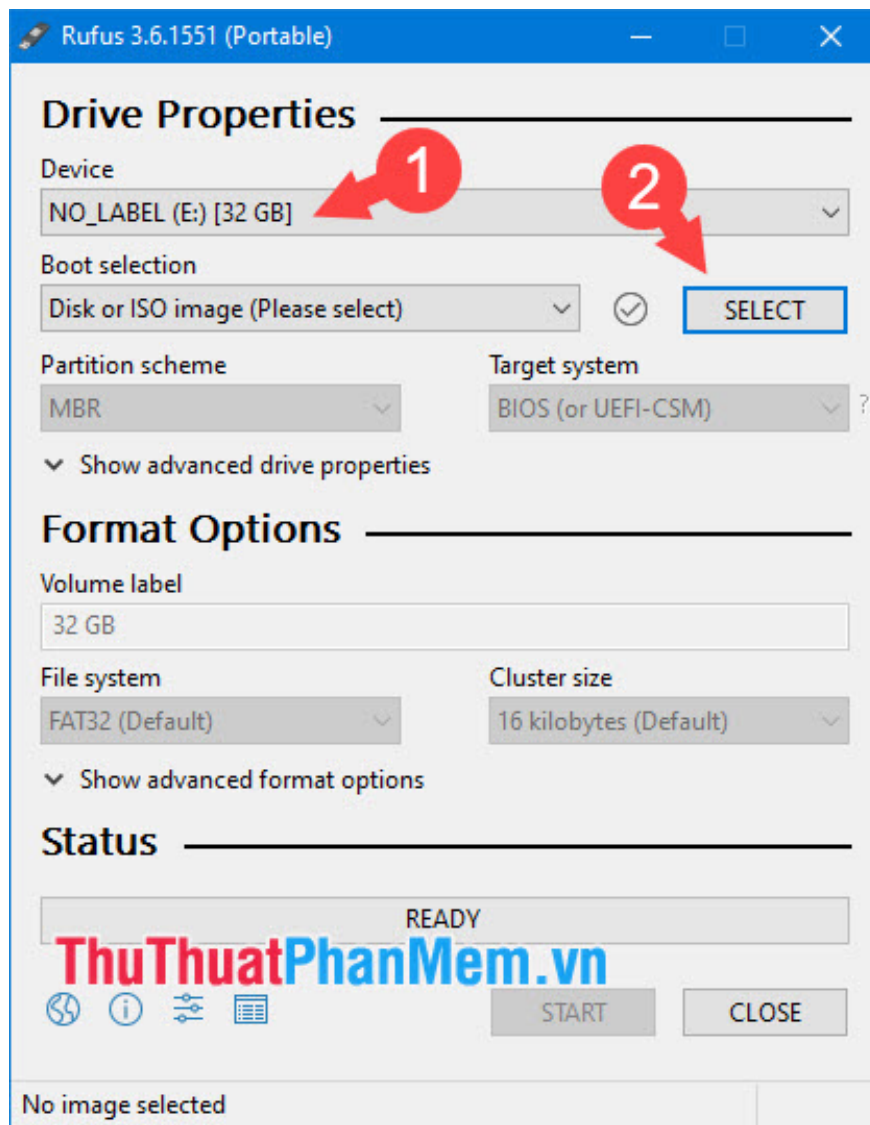 Rufus 3.6.1551 (Portable)
Drive Properties
Device
1
2
NO_LABEL (E:) [32 GB]
Boot selection
Disk or ISO image (Please select)
SELECT
Partition scheme
Target system
MBR
BIOS (or UEFI-CSM)
?
Show advanced drive properties
Format Options
Volume label
32 GB
File system
Cluster size
FAT32 (Default)
16 kilobytes (Default)
Show advanced format options
Status
READY
ThuThuatPhanMem.vn
START
CLOSE
No image selected